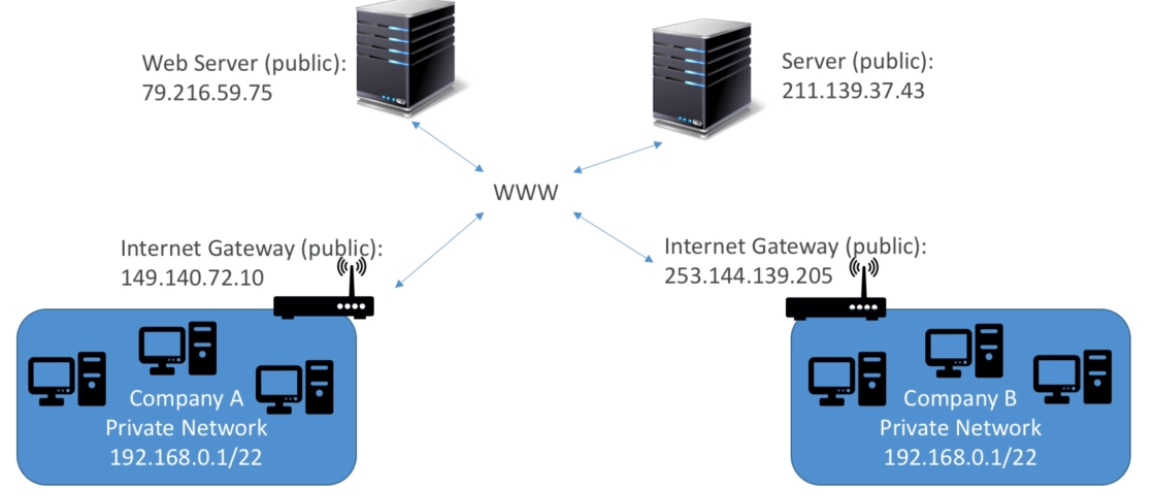 Web Server (public):
79.216.59.75
Server (public):
211.139.37.43
WWW
Internet Gateway (public):
149.140.72.10
Internet Gateway (public):
253.144.139.205
Company A
Private Network
192.168.0.1/22
Company B
Private Network
192.168.0.1/22